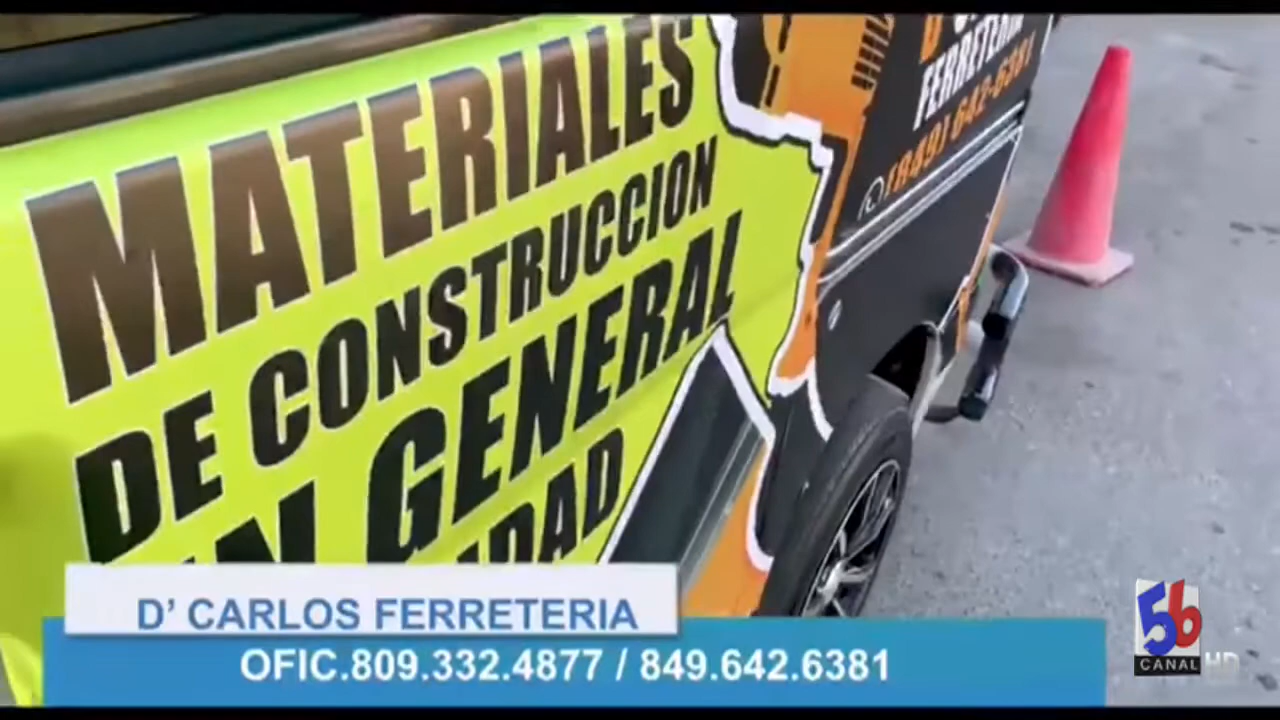 MATERIALES
DE CONSTRUCCION
EN GENERAL
FERRETERIA
(849) 642-6381
D' CARLOS FERRETERIA
OFIC.809.332.4877 / 849.642.6381
56
CANAL HD